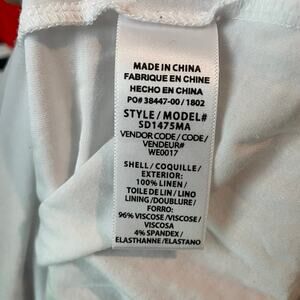 MADE IN CHINA
FABRIQUE EN CHINE
HECHO EN CHINA
PO# 38447-00 / 1802
STYLE / MODEL#
SD1475MA
VENDOR CODE / CODE /
VENDEUR#
WE0017
SHELL / COQUILLE /
EXTERIOR:
100% LINEN /
TOILE DE LIN / LINO
LINING / DOUBLURE /
FORRO:
96% VISCOSE / VISCOSE /
VISCOSA
4% SPANDEX /
ELASTHANNE / ELASTANO